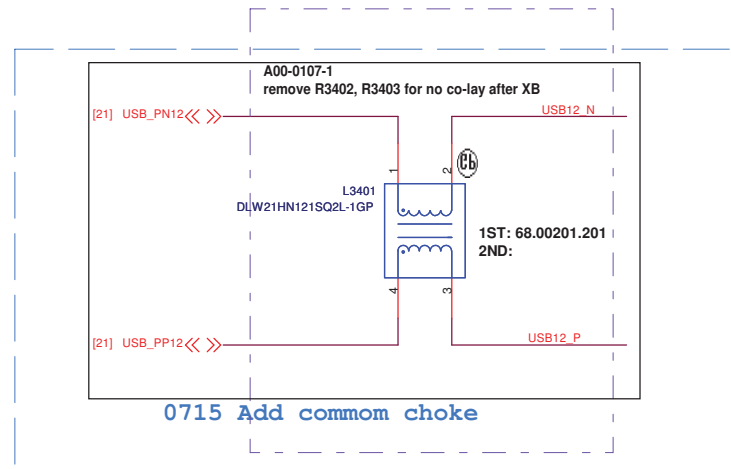 A00-0107-1
remove R3402, R3403 for no co-lay after XB
[21] USB_PN12
USB12_N
1
2
Cb
L3401
DLW21HN121SQ2L-1GP
1ST: 68.00201.201
2ND:
4
3
[21] USB_PP12
USB12_P
0715 Add commom choke